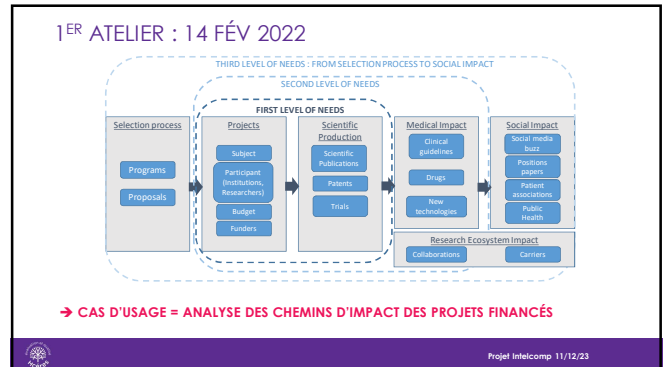 1ER ATELIER : 14 FÉV 2022
THIRD LEVEL OF NEEDS : FROM SELECTION PROCESS TO SOCIAL IMPACT
SECOND LEVEL OF NEEDS
FIRST LEVEL OF NEEDS
Selection process
Programs
Proposals
Projects
Subject
Participant
(Institutions,
Researchers)
Budget
Funders
Scientific
Production
Scientific
Publications
Patents
Trials
Medical Impact
Clinical
guidelines
Drugs
New
technologies
Social Impact
Social media
buzz
Positions
papers
Patient
associations
Public
Health
Research Ecosystem Impact
Collaborations
Carriers
➔ CAS D'USAGE = ANALYSE DES CHEMINS D'IMPACT DES PROJETS FINANCÉS
HCERES
Projet Intelcomp 11/12/23